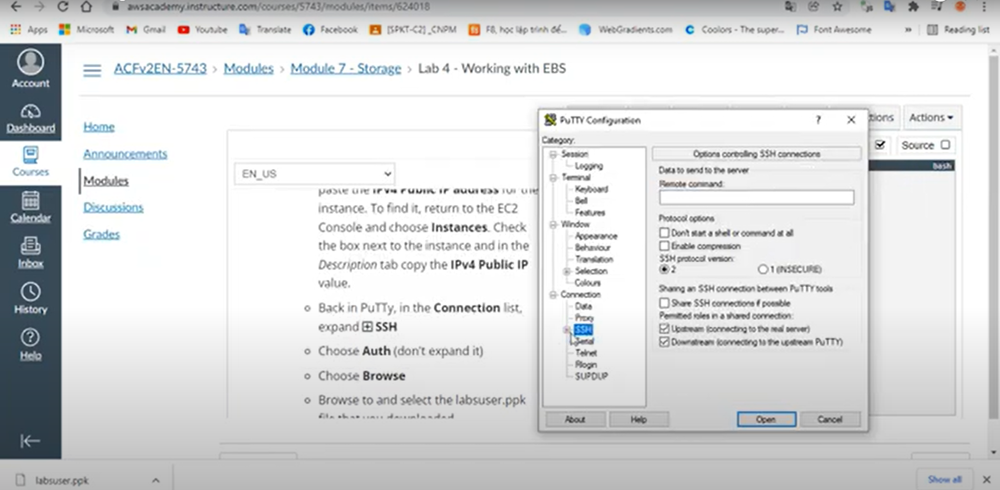 awsacademy.instructure.com/courses/5743/modules/items/624018
Apps Microsoft Gmail Youtube Translate Facebook [SPKT-C2]_CNPM F8, học lập trình để... WebGradients.com Coolors - The super... Font Awesome » Reading list
Account
Dashboard
Courses
Calendar
Inbox
History
Help
ACFv2EN-5743 > Modules > Module 7 - Storage > Lab 4 - Working with EBS
Home
Announcements
Modules
Discussions
Grades
EN_US
paste the IPv4 Public IP address for the
instance. To find it, return to the EC2
Console and choose Instances. Check
the box next to the instance and in the
Description tab copy the IPv4 Public IP
value.
Back in PuTTy, in the Connection list,
expand SSH
Choose Auth (don't expand it)
Choose Browse
Browse to and select the labsuser.ppk
file that you downloaded
Actions
Source
bash
PuTTY Configuration ?
Category:
Session
Logging
Terminal
Keyboard
Bell
Features
Window
Appearance
Behaviour
Translation
Selection
Colours
Connection
Data
Proxy
SSH
Serial
Telnet
Rlogin
SUPDUP
Options controlling SSH connections
Data to send to the server
Remote command:
Protocol options
Don't start a shell or command at all
Enable compression
SSH protocol version:
2 1 (INSECURE)
Sharing an SSH connection between PuTTY tools
Share SSH connections if possible
Permitted roles in a shared connection:
Upstream (connecting to the real server)
Downstream (connecting to the upstream PuTTY)
About Help Open Cancel
labsuser.ppk
Show all